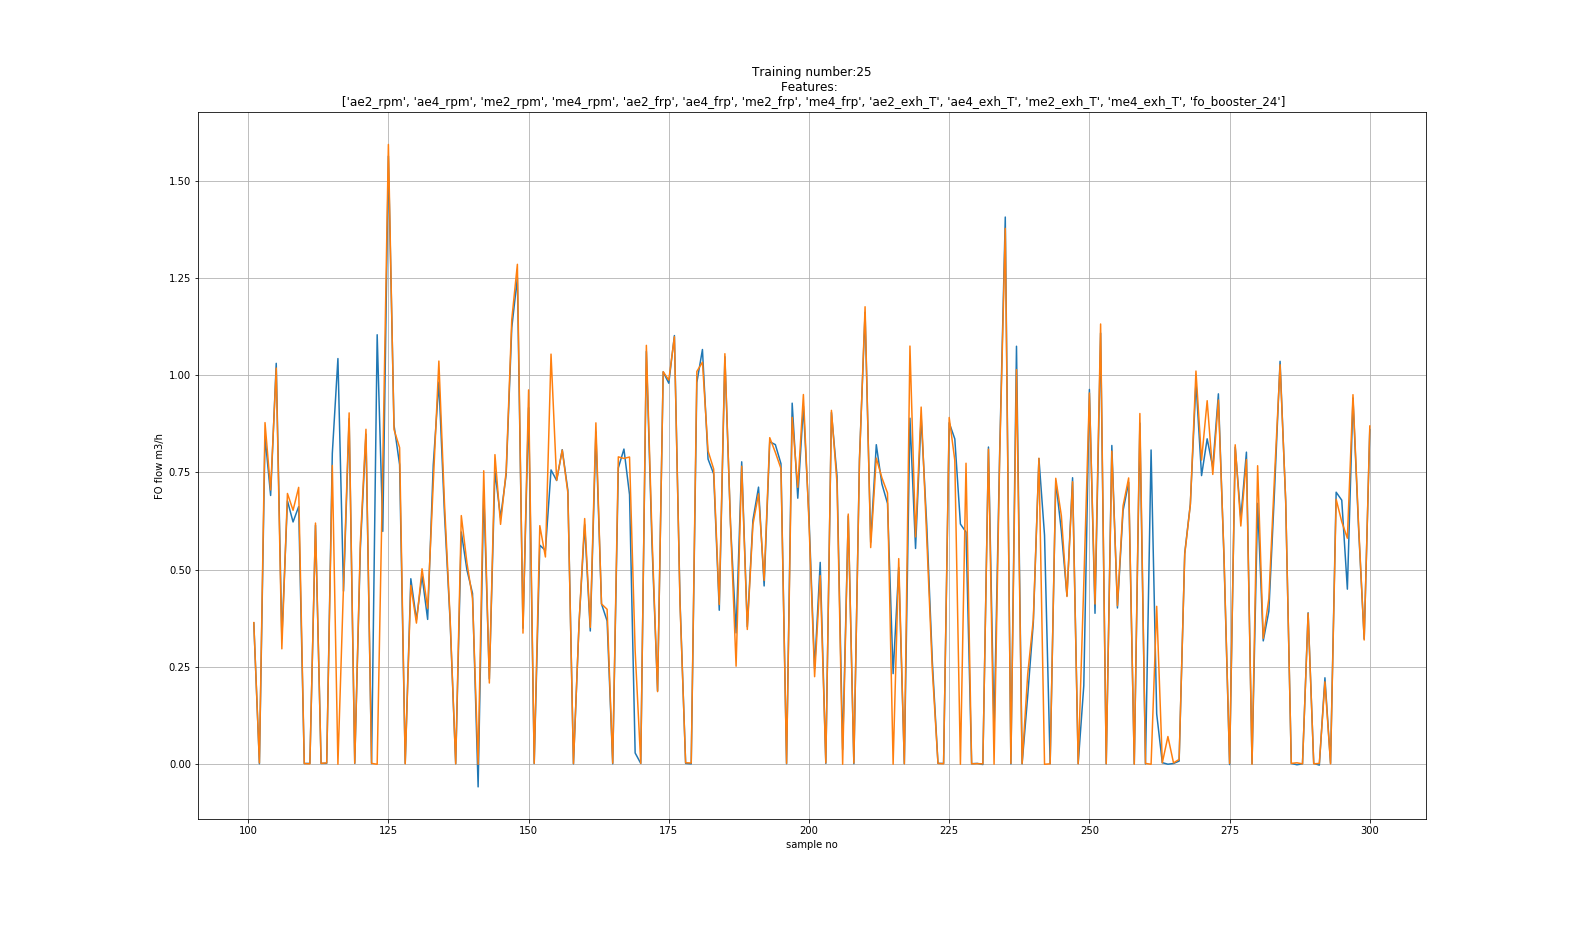 Training number:25
Features:
['ae2_rpm', 'ae4_rpm', 'me2_rpm', 'me4_rpm', 'ae2_frp', 'ae4_frp', 'me2_frp', 'me4_frp', 'ae2_exh_T', 'ae4_exh_T', 'me2_exh_T', 'me4_exh_T', 'fo_booster_24']
1.50
1.25
1.00
0.75
FO flow m3/h
0.50
0.25
0.00
100 125 150 175 200 225 250 275 300
sample no